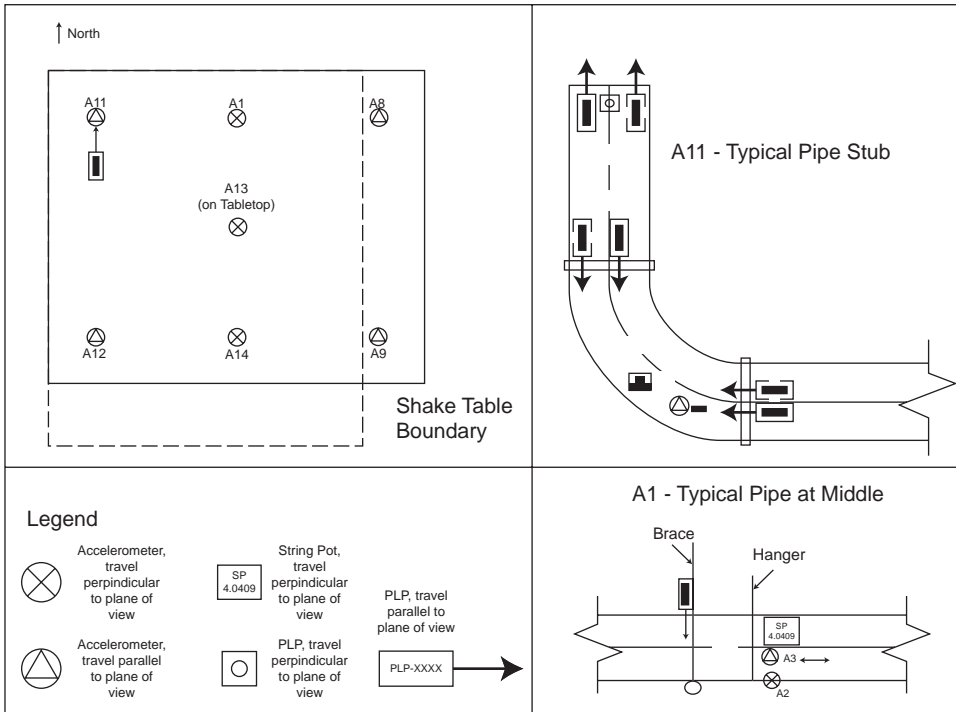 North
A11
A1
A8
A13
(on Tabletop)
A12
A14
A9
Shake Table
Boundary
A11 - Typical Pipe Stub
Legend
Accelerometer,
travel
perpindicular
to plane of
view
SP
4.0409
String Pot,
travel
perpindicular
to plane of
view
PLP, travel
parallel to
plane of view
Accelerometer,
travel parallel
to plane of
view
PLP, travel
perpindicular
to plane of
view
PLP-XXXX
A1 - Typical Pipe at Middle
Brace
Hanger
SP
4.0409
A3
A2